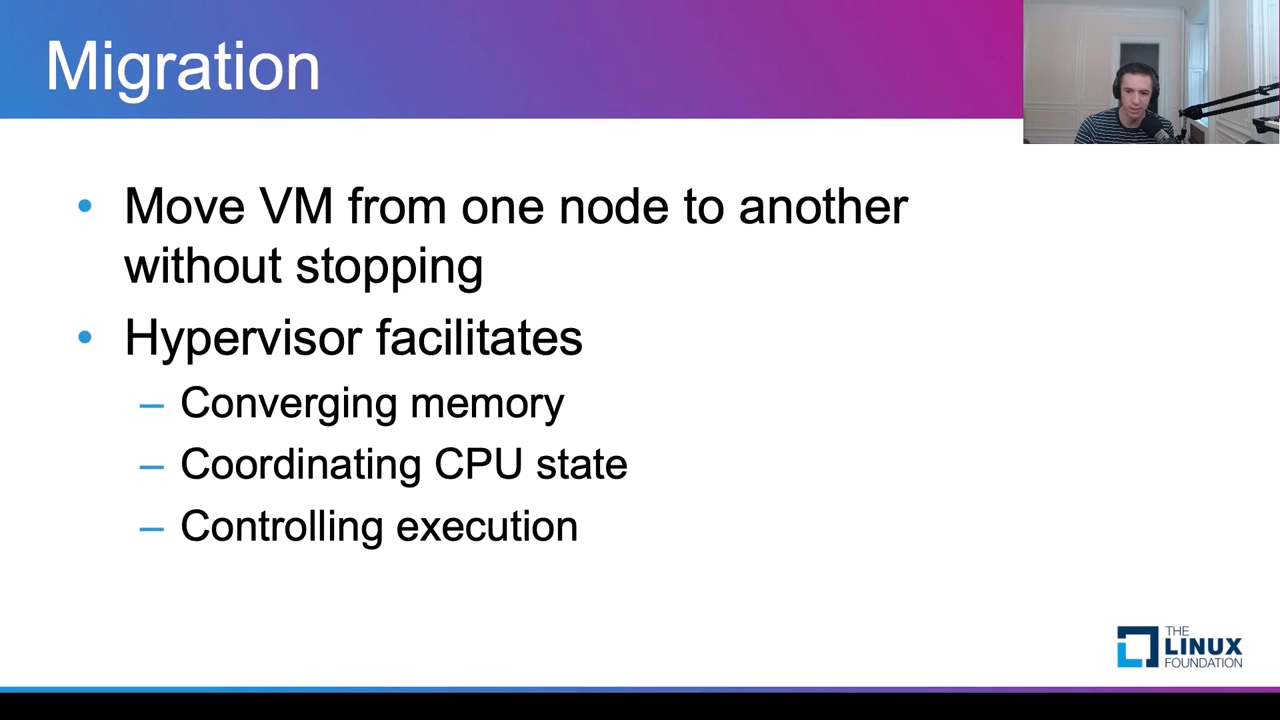 Migration
• Move VM from one node to another
without stopping
• Hypervisor facilitates
– Converging memory
– Coordinating CPU state
– Controlling execution
THE
LINUX
FOUNDATION